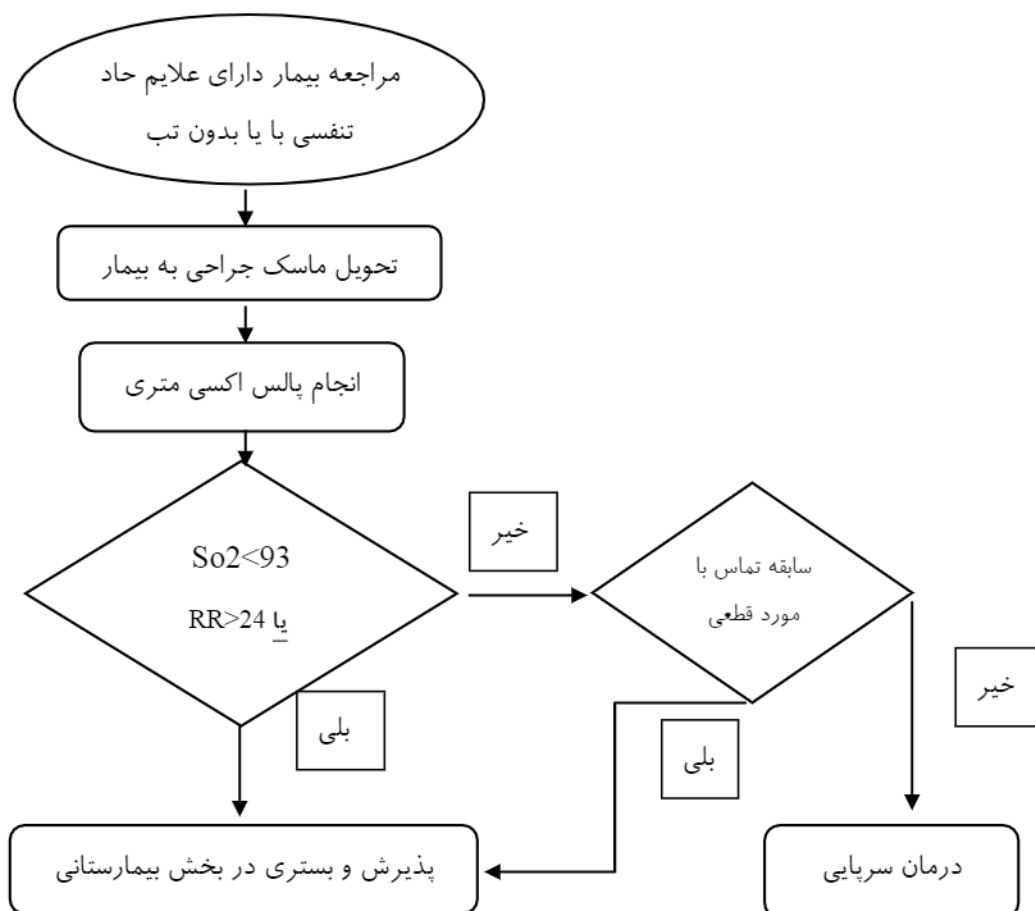 مراجعه بیمار دارای علایم حاد
تنفسی با یا بدون تب
تحویل ماسک جراحی به بیمار
انجام پالس اکسی متری
So2<93
یا RR>24
خیر
سابقه تماس با
مورد قطعی
خیر
بلی
بلی
پذیرش و بستری در بخش بیمارستانی
درمان سرپایی